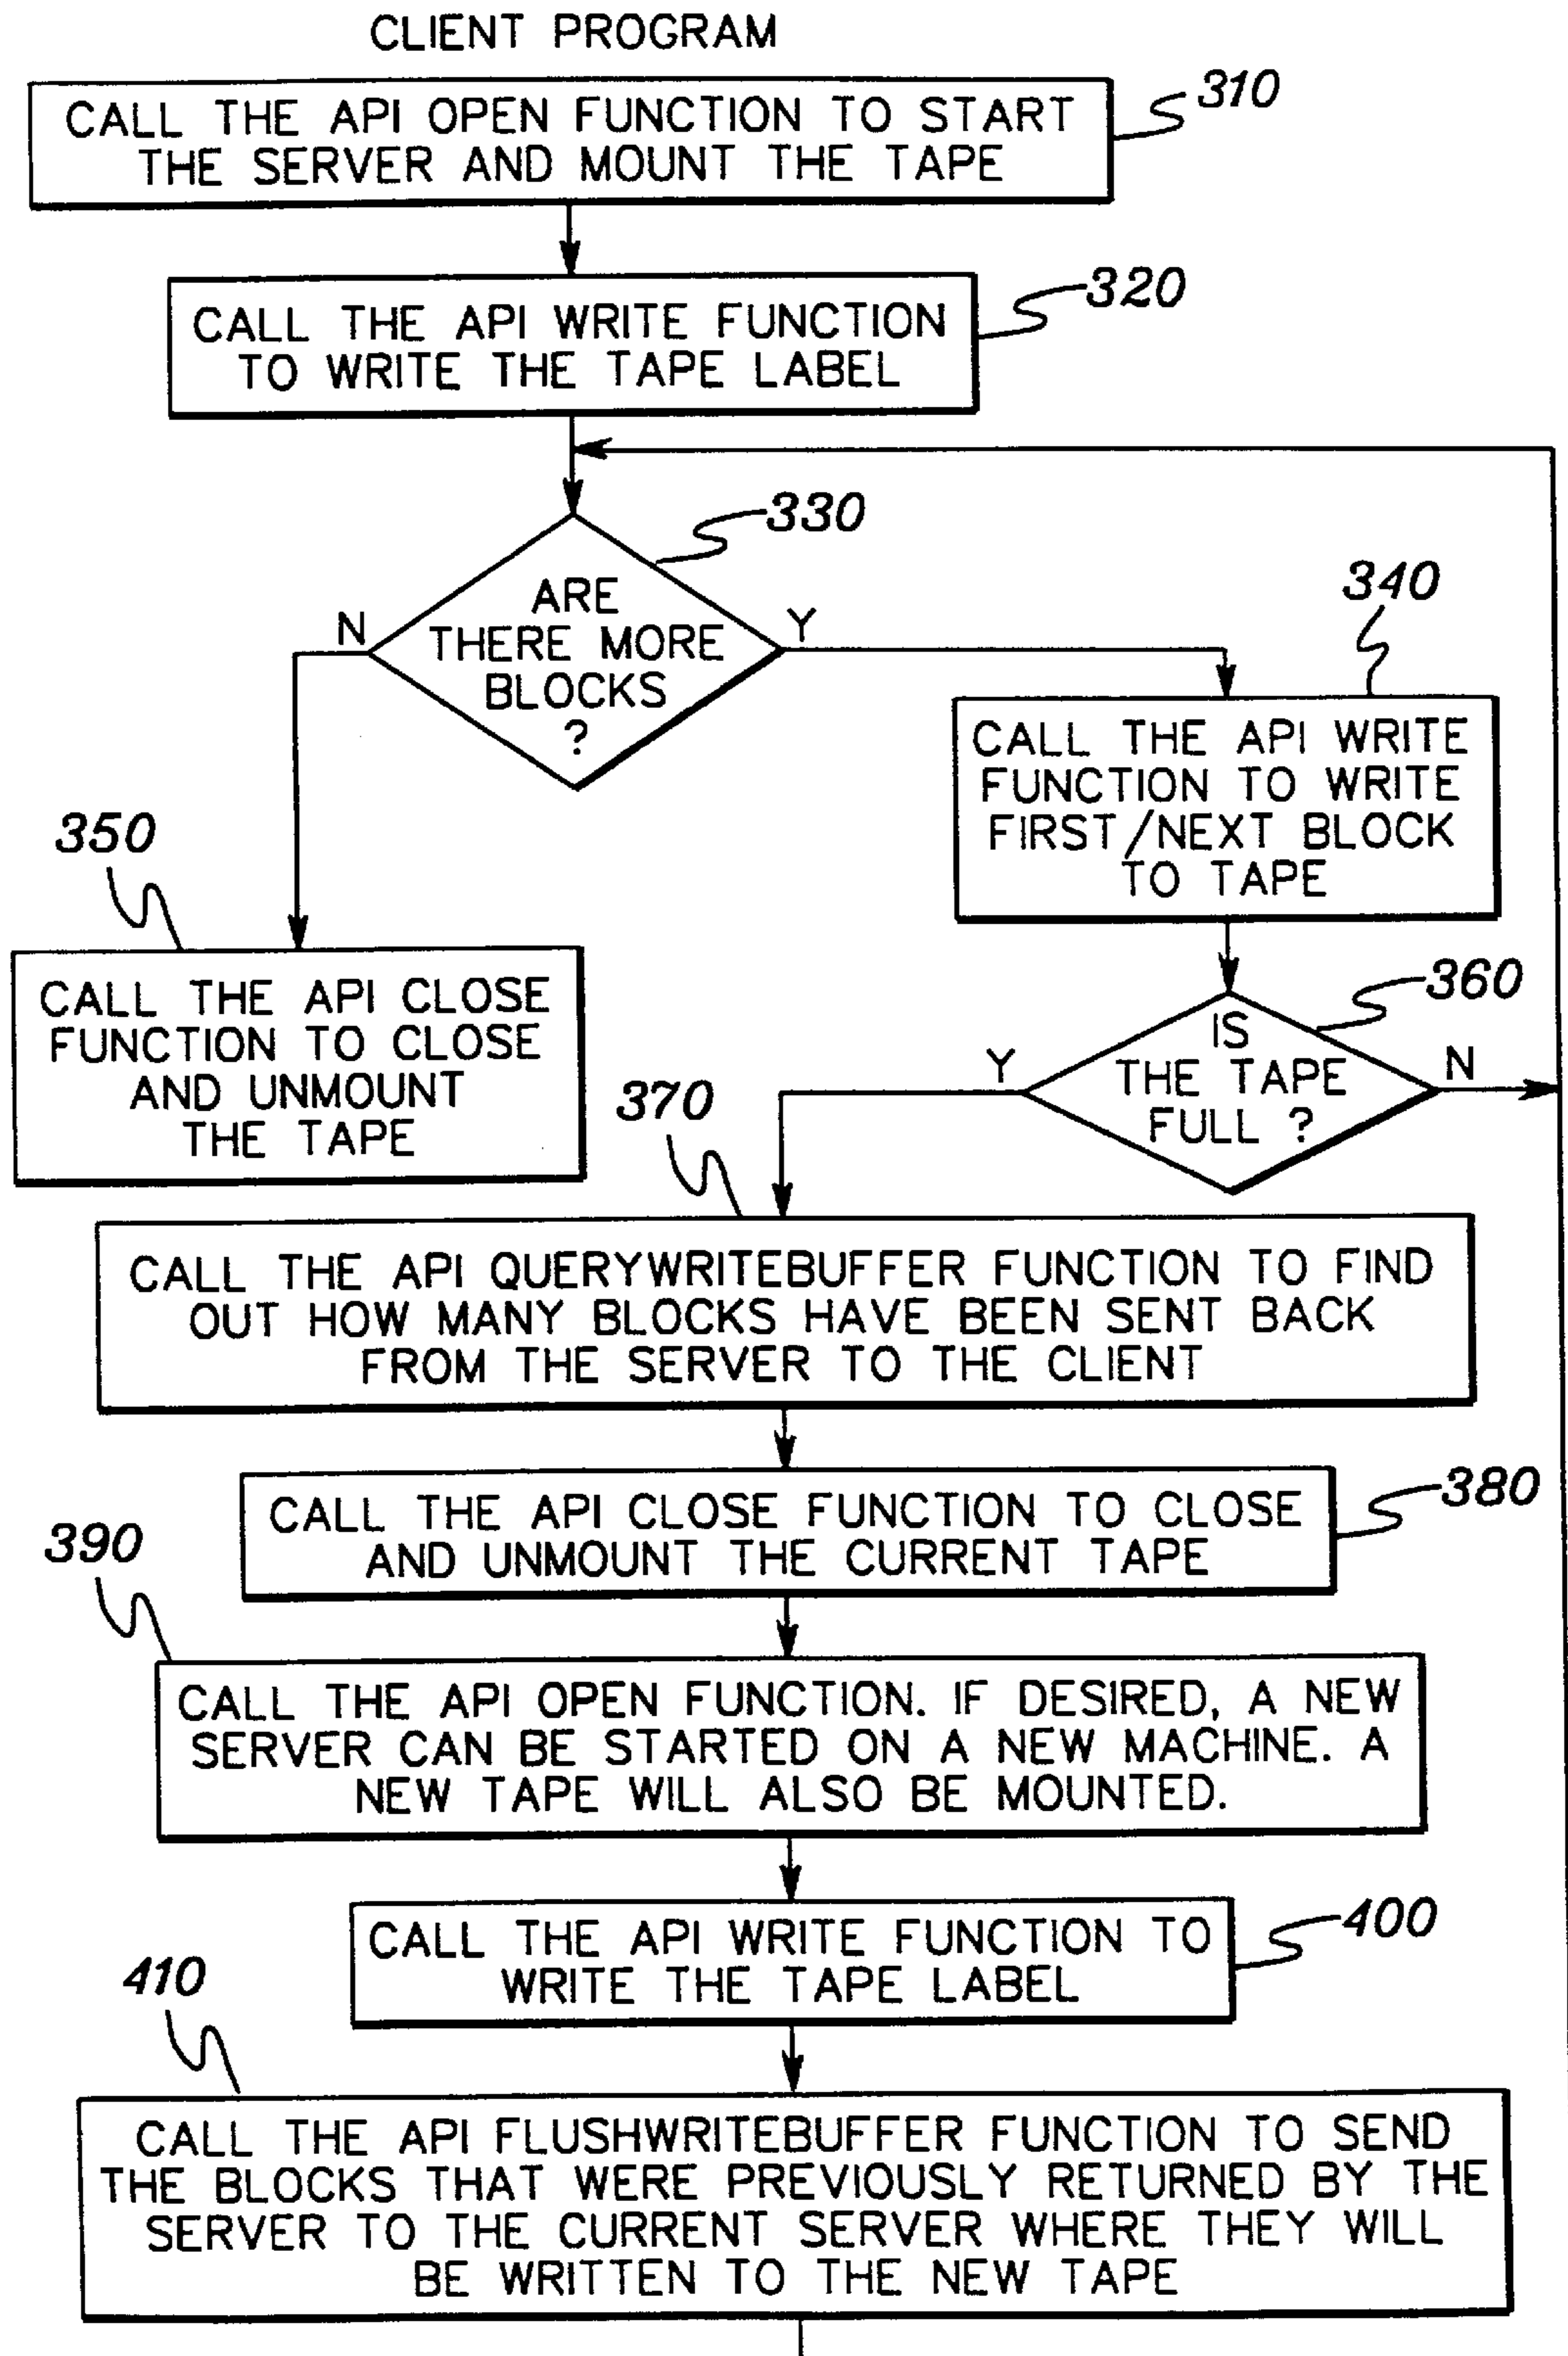 CLIENT PROGRAM
CALL THE API OPEN FUNCTION TO START
THE SERVER AND MOUNT THE TAPE
310
CALL THE API WRITE FUNCTION
TO WRITE THE TAPE LABEL
320
330
ARE
THERE MORE
BLOCKS
?
N
Y
340
CALL THE API WRITE
FUNCTION TO WRITE
FIRST/NEXT BLOCK
TO TAPE
350
CALL THE API CLOSE
FUNCTION TO CLOSE
AND UNMOUNT
THE TAPE
360
IS
THE TAPE
FULL ?
Y
N
370
CALL THE API QUERYWRITEBUFFER FUNCTION TO FIND
OUT HOW MANY BLOCKS HAVE BEEN SENT BACK
FROM THE SERVER TO THE CLIENT
380
CALL THE API CLOSE FUNCTION TO CLOSE
AND UNMOUNT THE CURRENT TAPE
390
CALL THE API OPEN FUNCTION. IF DESIRED, A NEW
SERVER CAN BE STARTED ON A NEW MACHINE. A
NEW TAPE WILL ALSO BE MOUNTED.
400
CALL THE API WRITE FUNCTION TO
WRITE THE TAPE LABEL
410
CALL THE API FLUSHWRITEBUFFER FUNCTION TO SEND
THE BLOCKS THAT WERE PREVIOUSLY RETURNED BY THE
SERVER TO THE CURRENT SERVER WHERE THEY WILL
BE WRITTEN TO THE NEW TAPE